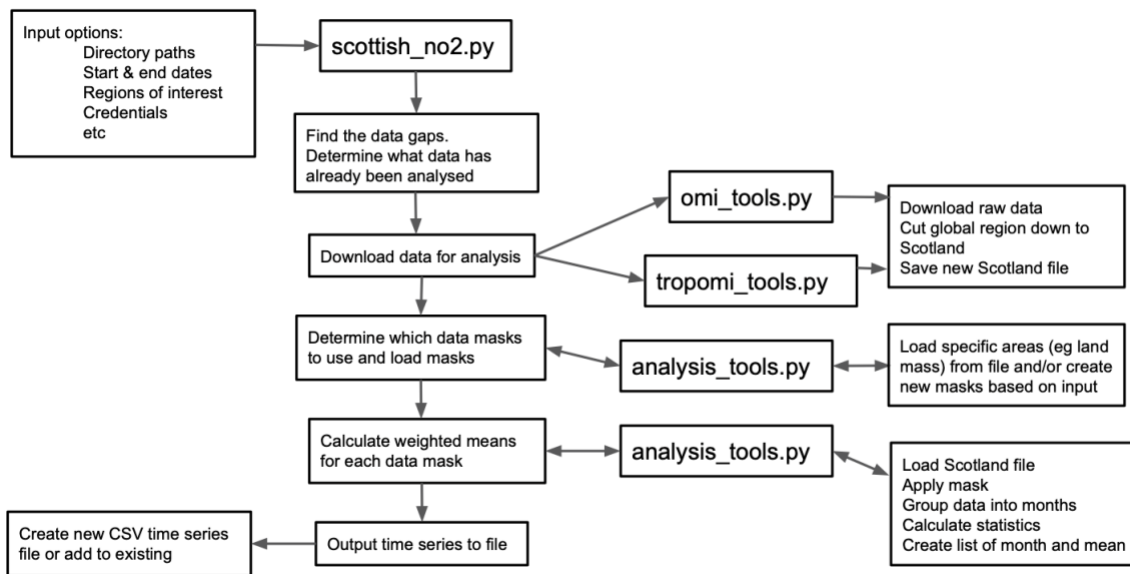 Input options:
Directory paths
Start & end dates
Regions of interest
Credentials
etc
scottish_no2.py
Find the data gaps.
Determine what data has
already been analysed
Download data for analysis
omi_tools.py
tropomi_tools.py
Download raw data
Cut global region down to
Scotland
Save new Scotland file
Determine which data masks
to use and load masks
analysis_tools.py
Load specific areas (eg land
mass) from file and/or create
new masks based on input
Calculate weighted means
for each data mask
analysis_tools.py
Load Scotland file
Apply mask
Group data into months
Calculate statistics
Create list of month and mean
Output time series to file
Create new CSV time series
file or add to existing